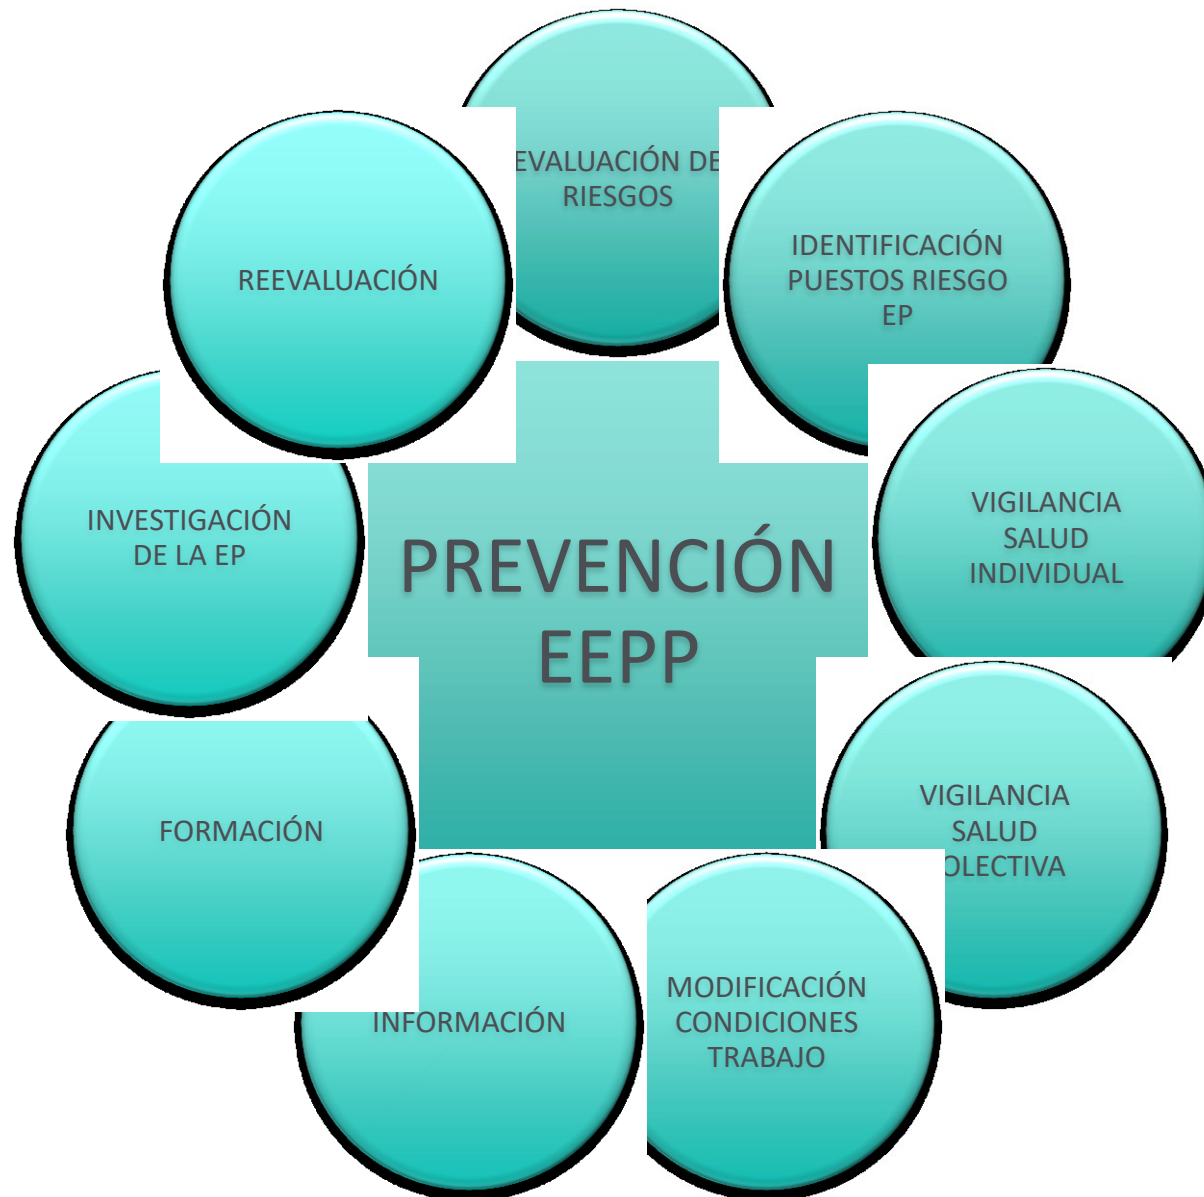 EVALUACIÓN DE
RIESGOS
IDENTIFICACIÓN
PUESTOS RIESGO
EP
VIGILANCIA
SALUD
INDIVIDUAL
VIGILANCIA
SALUD
OLECTIVA
MODIFICACIÓN
CONDICIONES
TRABAJO
INFORMACIÓN
FORMACIÓN
INVESTIGACIÓN
DE LA EP
REEVALUACIÓN
PREVENCIÓN
EEPP